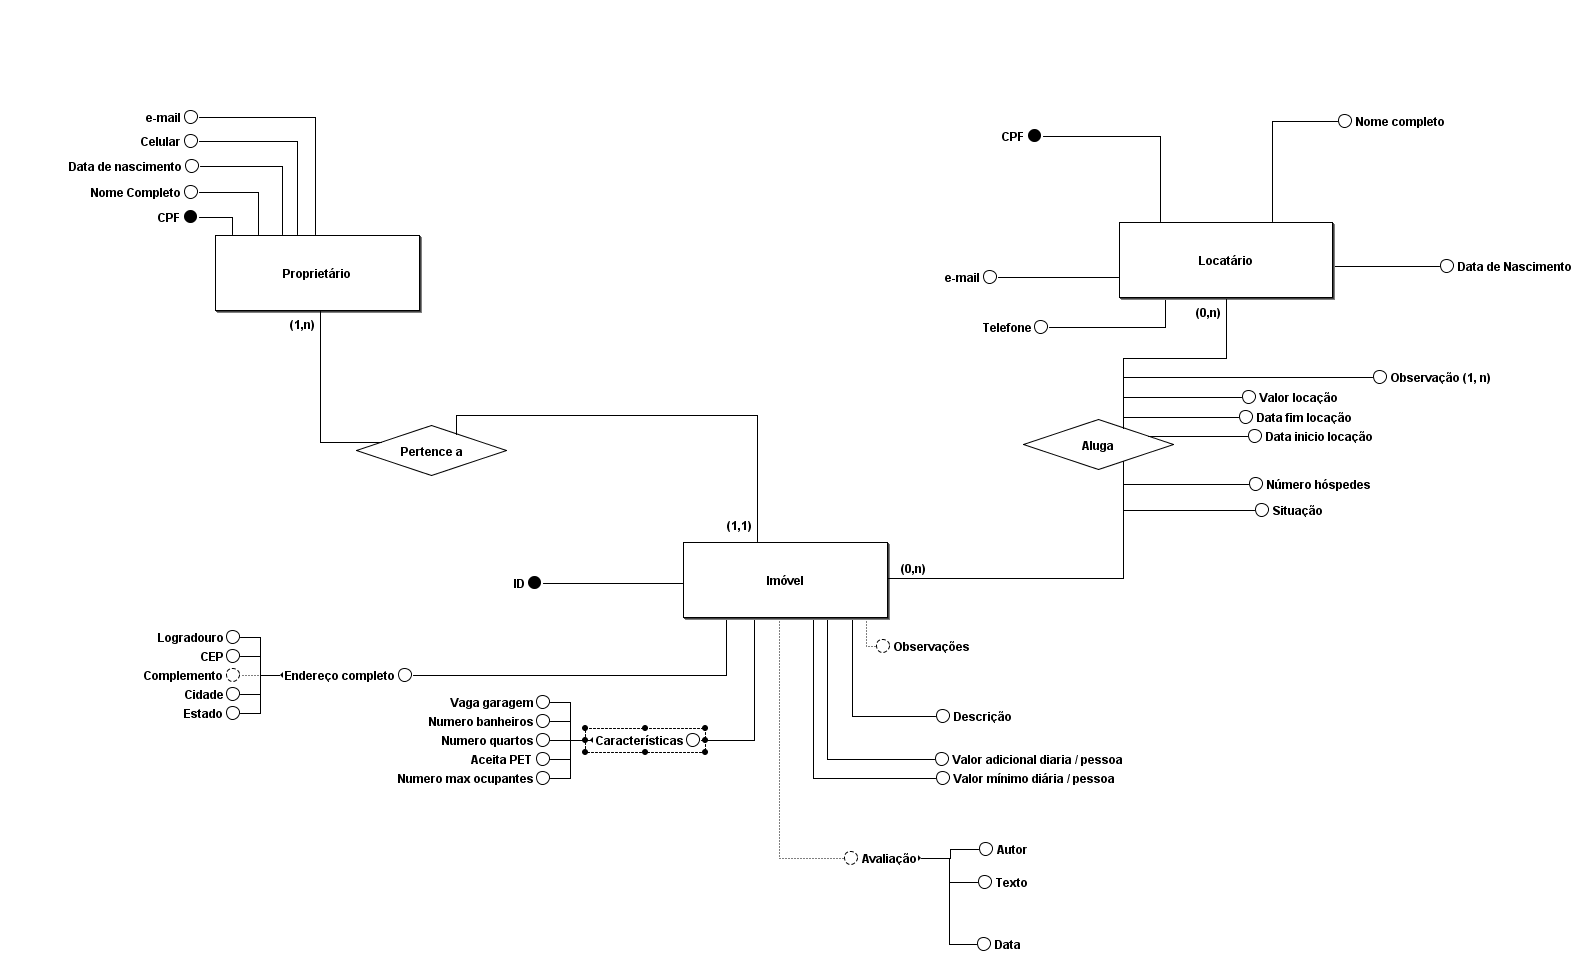 e-mail
Celular
Data de nascimento
Nome Completo
CPF
Proprietário
(1,n)
CPF
Nome completo
Locatário
e-mail
Data de Nascimento
Telefone
(0,n)
Observação (1, n)
Valor locação
Data fim locação
Data inicio locação
Aluga
Número hóspedes
Situação
Pertence a
(1,1)
(0,n)
Imóvel
ID
Logradouro
CEP
Complemento
Cidade
Estado
Endereço completo
Vaga garagem
Numero banheiros
Numero quartos
Aceita PET
Numero max ocupantes
Características
Observações
Descrição
Valor adicional diaria / pessoa
Valor mínimo diária / pessoa
Avaliação
Autor
Texto
Data